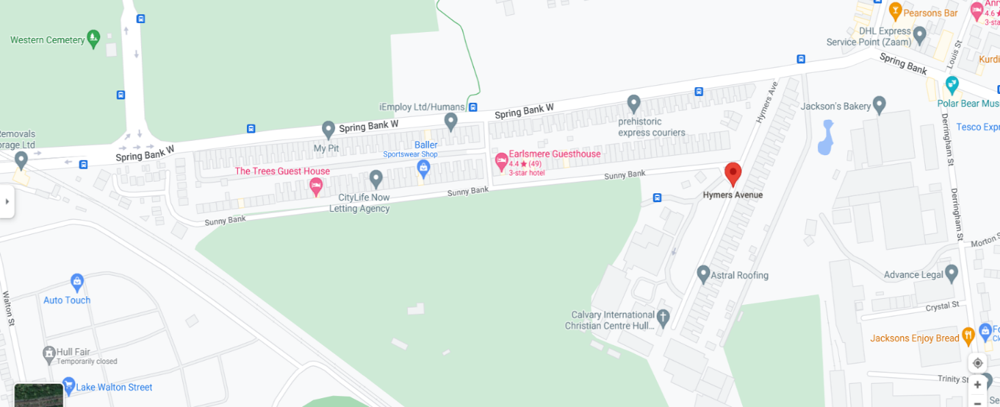 Pearsons Bar
Anr
4.6
3-sta
DHL Express
Service Point (Zaam)
Western Cemetery
Louis St
Spring Bank
Kurdi
Hymers Ave
Polar Bear Mus
Jackson's Bakery
iEmploy Ltd/Humans
Spring Bank W
prehistoric
express couriers
Spring Bank W
My Pit
Removals
orage Ltd
Spring Bank W
Baller
Sportswear Shop
Earlsmere Guesthouse
4.4 ★ (49)
3-star hotel
Derringham St
Tesco Expr
The Trees Guest House
Sunny Bank
Sunny Bank
Hymers Avenue
CityLife Now
Letting Agency
Sunny Bank
Derringham St
Morton S
Auto Touch
Walton St
Astral Roofing
Advance Legal
Crystal St
Calvary International
Christian Centre Hull...
Jacksons Enjoy Bread
Fo
Clo
Hull Fair
Temporarily closed
Lake Walton Street
Trinity St
Se